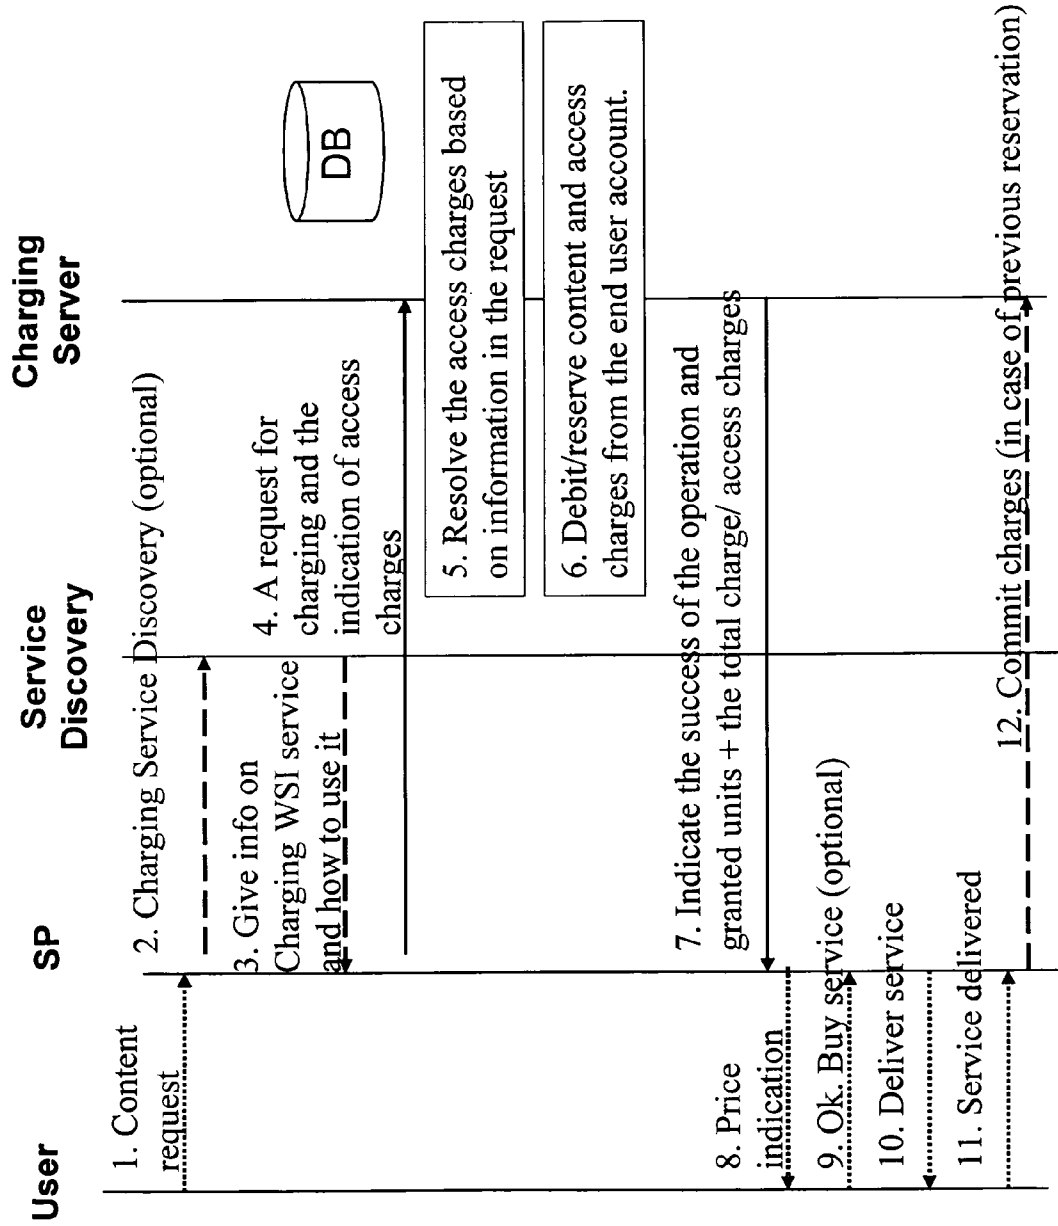 User
SP
Service
Discovery
Charging
Server
1. Content
request
2. Charging Service Discovery (optional)
3. Give info on
Charging WSI service
and how to use it
4. A request for
charging and the
indication of access
charges
DB
5. Resolve the access charges based
on information in the request
6. Debit/reserve content and access
charges from the end user account.
7. Indicate the success of the operation and
granted units + the total charge/ access charges
8. Price
indication
9. Ok. Buy service (optional)
10. Deliver service
11. Service delivered
12. Commit charges (in case of previous reservation)